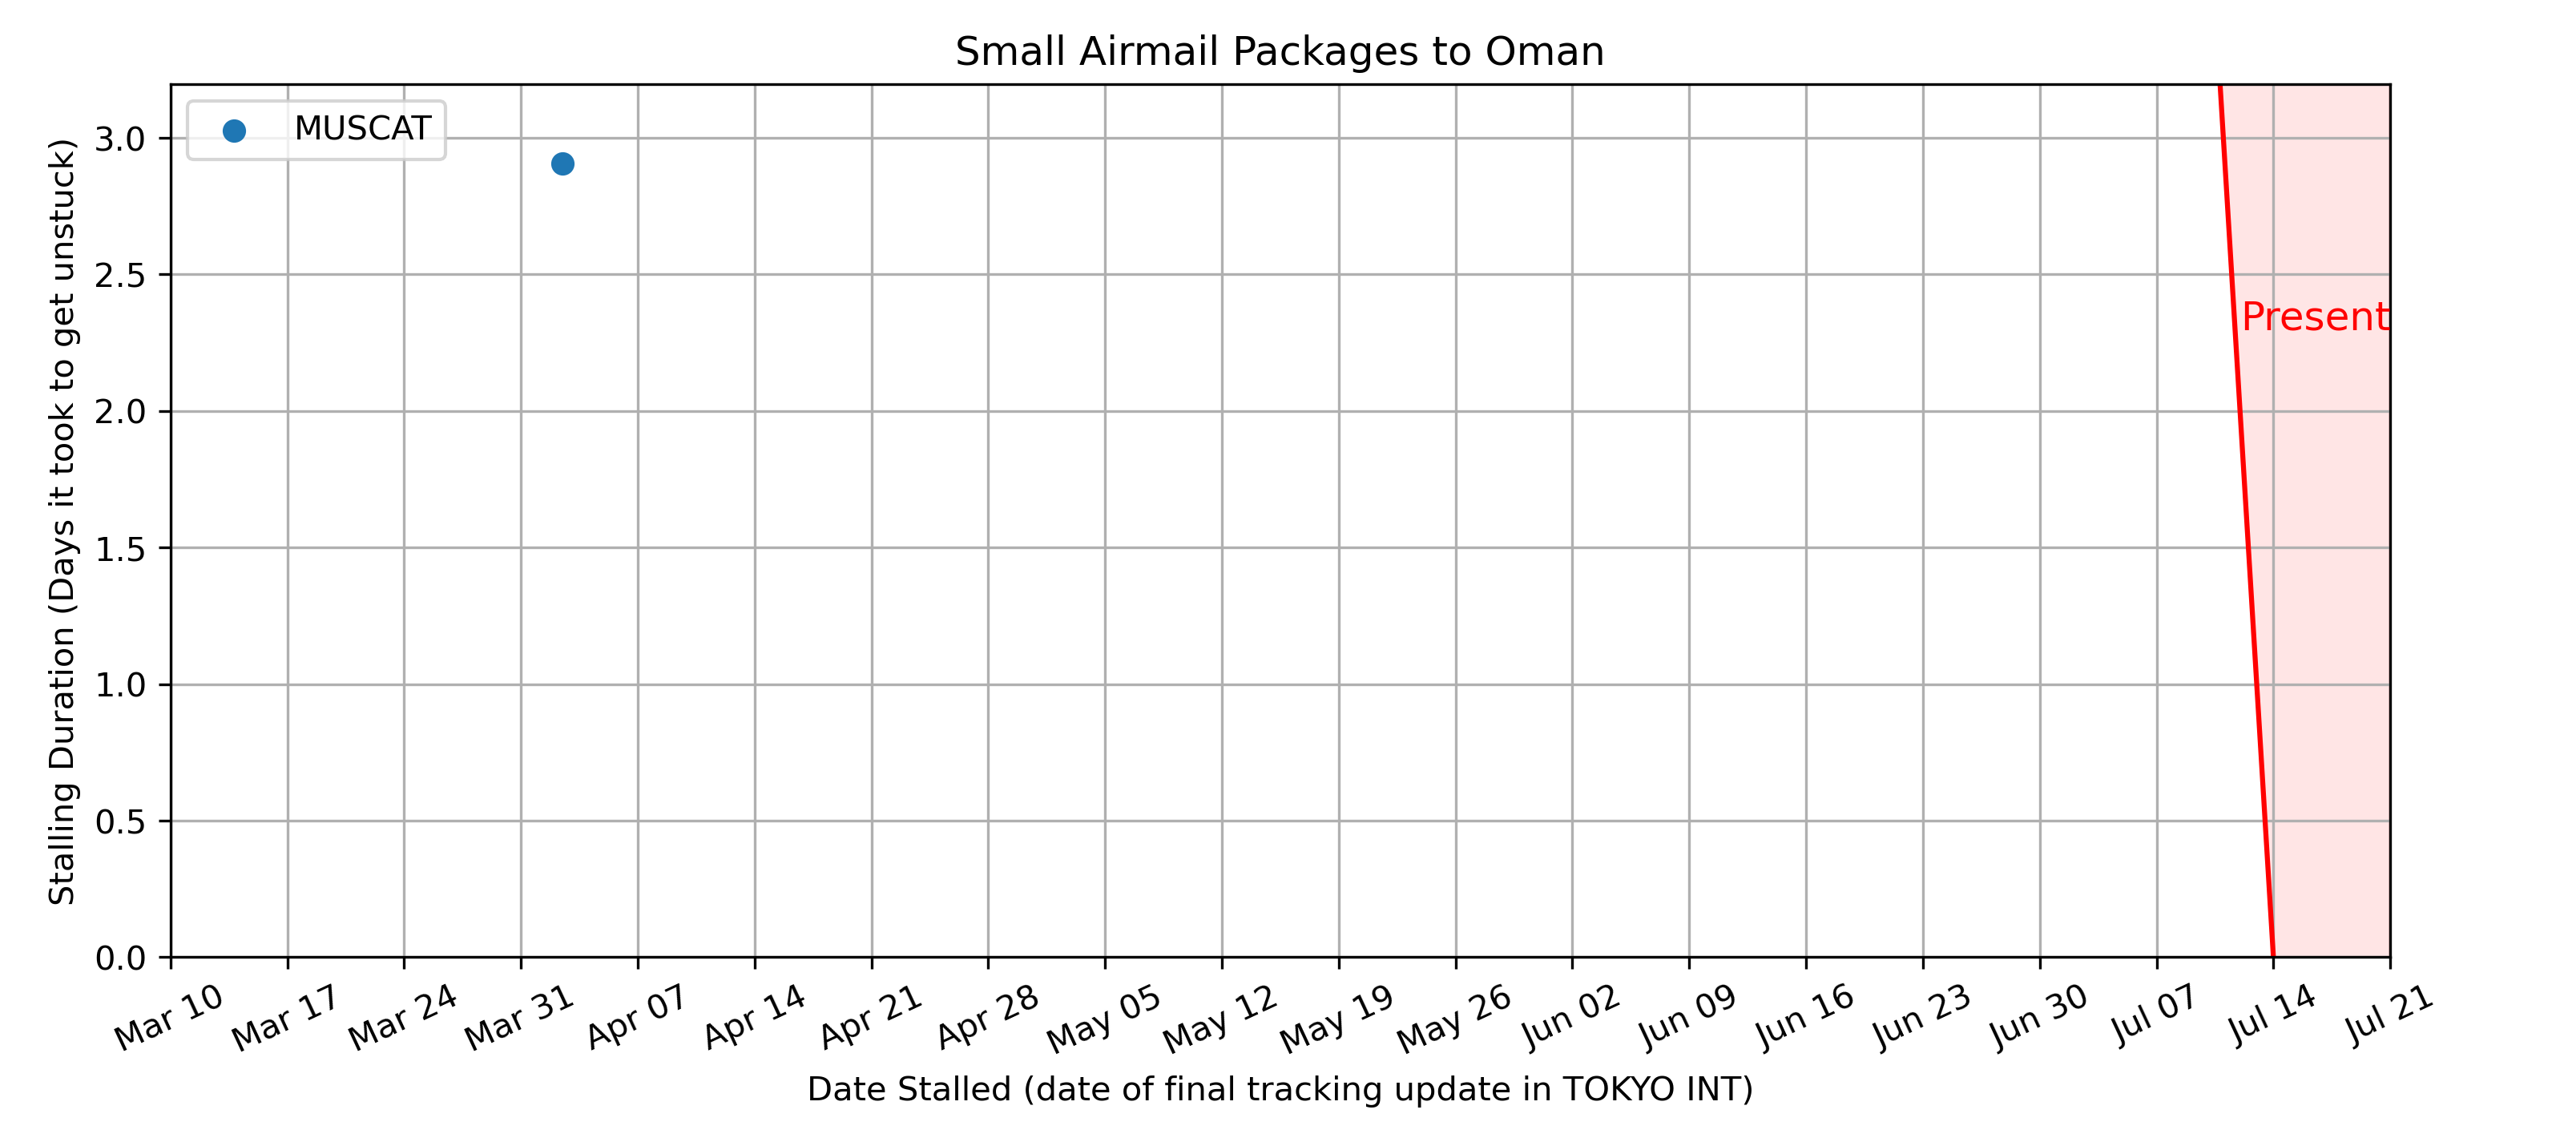 Small Airmail Packages to Oman
MUSCAT
Stalling Duration (Days it took to get unstuck)
3.0
2.5
2.0
1.5
1.0
0.5
0.0
Present
Mar 10 Mar 17 Mar 24 Mar 31 Apr 07 Apr 14 Apr 21 Apr 28 May 05 May 12 May 19 May 26 Jun 02 Jun 09 Jun 16 Jun 23 Jun 30 Jul 07 Jul 14 Jul 21
Date Stalled (date of final tracking update in TOKYO INT)